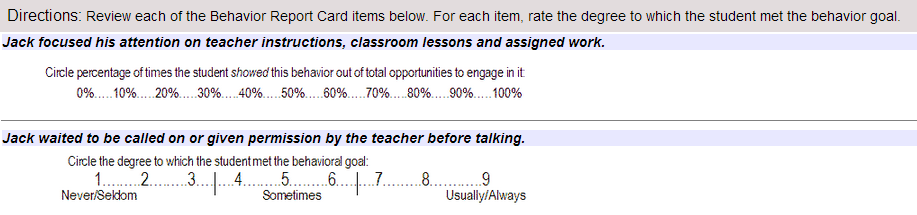 Directions: Review each of the Behavior Report Card items below. For each item, rate the degree to which the student met the behavior goal.
Jack focused his attention on teacher instructions, classroom lessons and assigned work.
Circle percentage of times the student showed this behavior out of total opportunities to engage in it:
0%.....10%.....20%.....30%.....40%.....50%.....60%.....70%.....80%.....90%.....100%
Jack waited to be called on or given permission by the teacher before talking.
Circle the degree to which the student met the behavioral goal:
1.........2.........3...|...4.........5.........6...|...7.........8.........9
Never/Seldom Sometimes Usually/Always